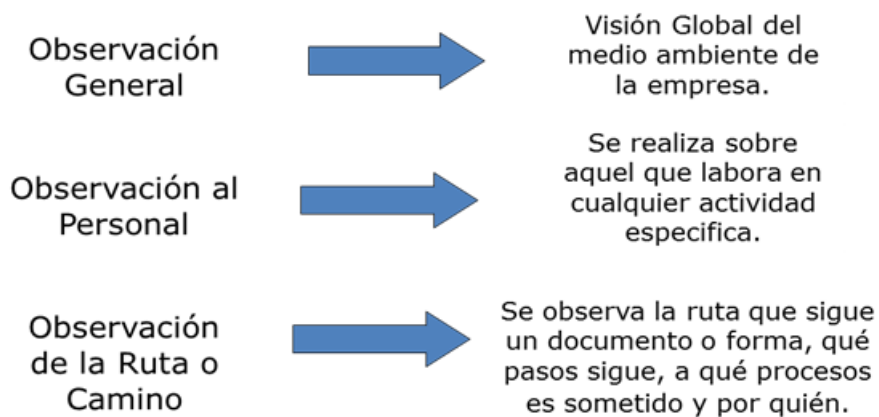 Observación
General
Visión Global del
medio ambiente de
la empresa.
Observación al
Personal
Se realiza sobre
aquel que labora en
cualquier actividad
especifica.
Observación
de la Ruta o
Camino
Se observa la ruta que sigue
un documento o forma, qué
pasos sigue, a qué procesos
es sometido y por quién.